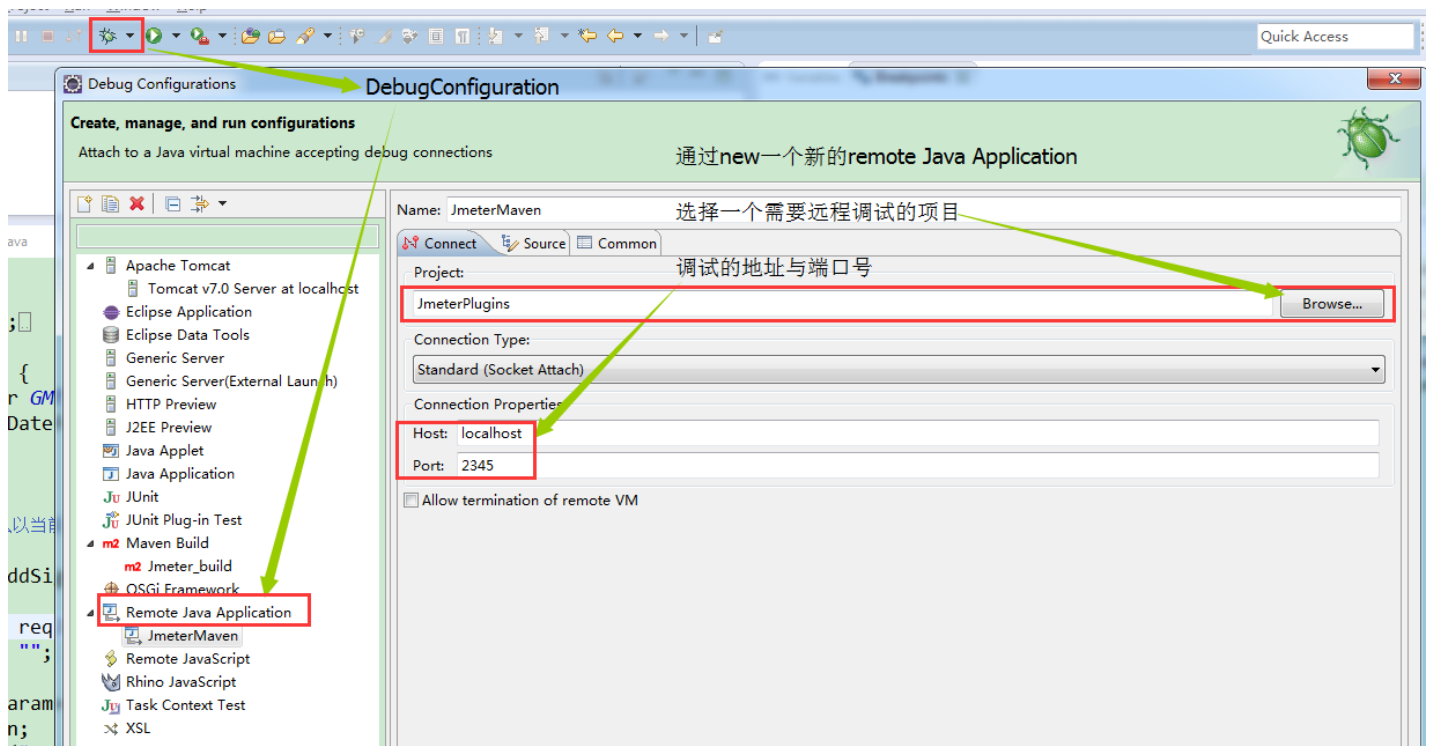 Quick Access
Debug Configurations
DebugConfiguration
Create, manage, and run configurations
Attach to a Java virtual machine accepting debug connections
通过new一个新的remote Java Application
Name: JmeterMaven
选择一个需要远程调试的项目
Connect
Source
Common
调试的地址与端口号
Project:
JmeterPlugins
Browse...
Connection Type:
Standard (Socket Attach)
Connection Properties
Host: localhost
Port: 2345
Allow termination of remote VM
Apache Tomcat
Tomcat v7.0 Server at localhost
Eclipse Application
Eclipse Data Tools
Generic Server
Generic Server(External Launch)
HTTP Preview
J2EE Preview
Java Applet
Java Application
JUnit
JUnit Plug-in Test
Maven Build
Jmeter_build
OSGi Framework
Remote Java Application
JmeterMaven
Remote JavaScript
Rhino JavaScript
Task Context Test
XSL
ava
;
{
r GM
Date
ddSi
req
"";
aram
n;